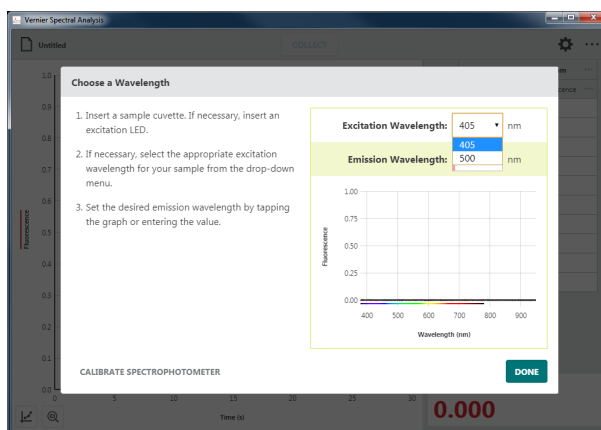 Vernier Spectral Analysis
Untitled
COLLECT
Choose a Wavelength
1. Insert a sample cuvette. If necessary, insert an
excitation LED.
2. If necessary, select the appropriate excitation
wavelength for your sample from the drop-down
menu.
3. Set the desired emission wavelength by tapping
the graph or entering the value.
Excitation Wavelength: 405 nm
405
500
Emission Wavelength: nm
1.00
0.75
0.50
0.25
0.00
Fluorescence
400 500 600 700 800 900
Wavelength (nm)
CALIBRATE SPECTROPHOTOMETER
DONE
1.0
0.9
0.8
0.7
0.6
0.5
0.4
0.3
0.2
0.1
0.0
Fluorescence
0 5 10 15 20 25 30
Time (s)
0.000